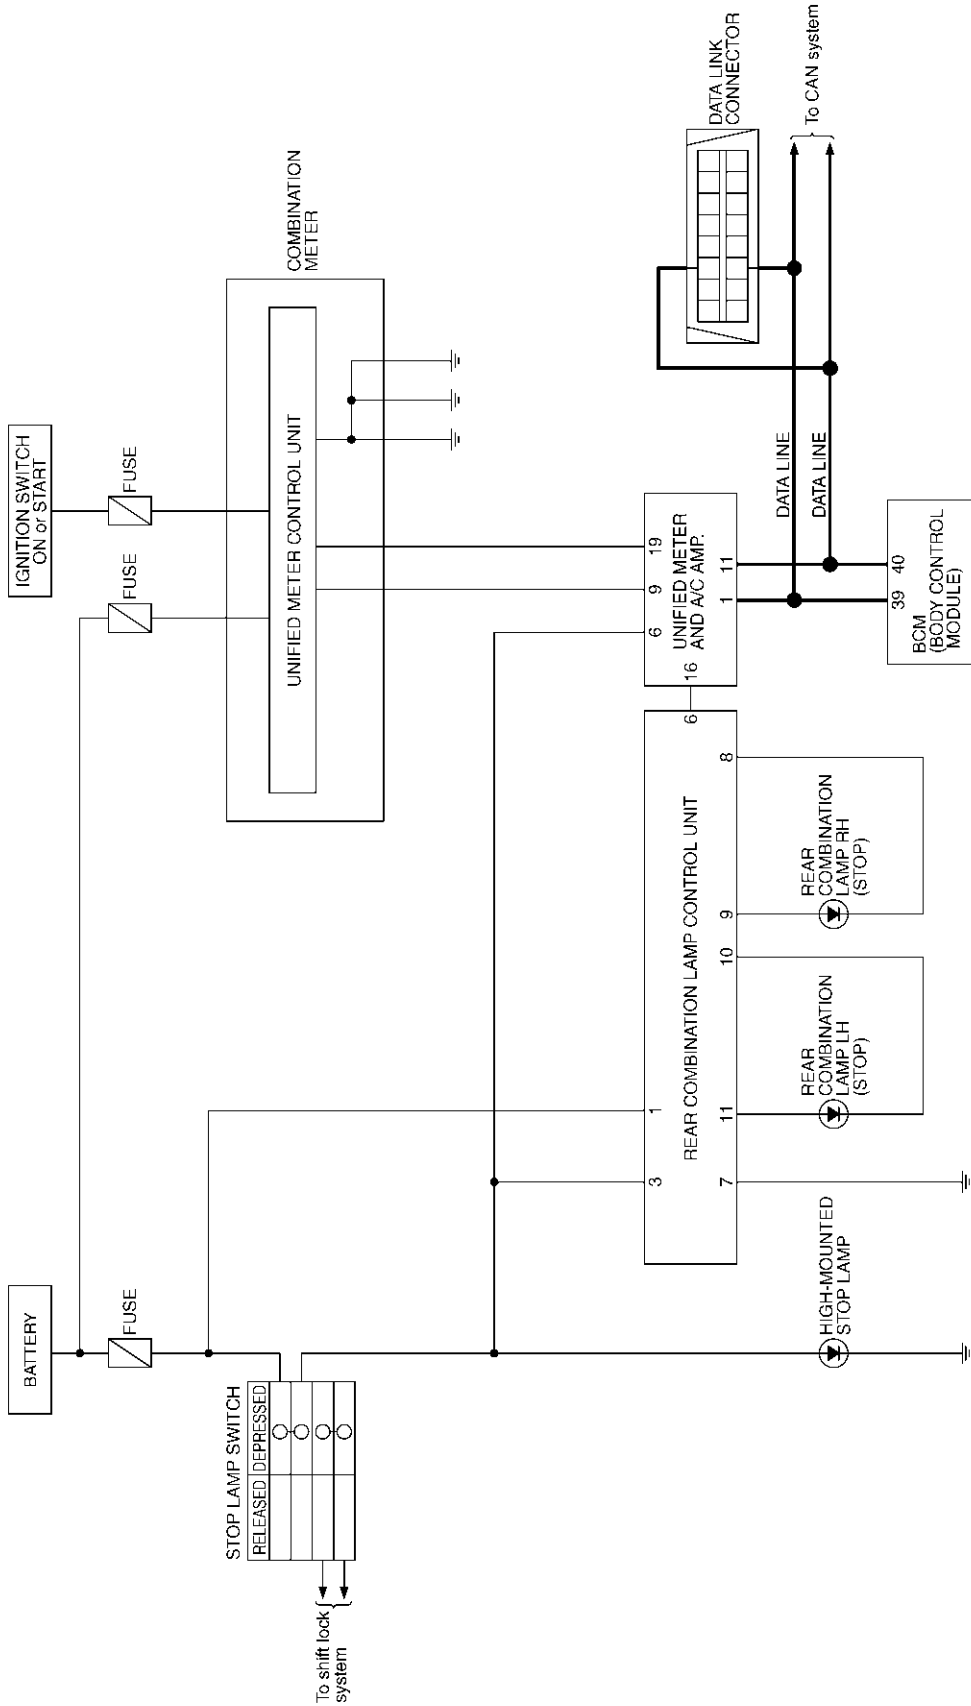 BATTERY
IGNITION SWITCH
ON or START
FUSE
FUSE
FUSE
STOP LAMP SWITCH
RELEASED
DEPRESSED
To shift lock
system
COMBINATION
METER
UNIFIED METER CONTROL UNIT
DATA LINK
CONNECTOR
To CAN system
3
1
REAR COMBINATION LAMP CONTROL UNIT
7
11
10
9
8
6
6
9
19
16
UNIFIED METER
AND A/C AMP.
1
11
DATA LINE
DATA LINE
HIGH-MOUNTED
STOP LAMP
REAR
COMBINATION
LAMP LH
(STOP)
REAR
COMBINATION
LAMP RH
(STOP)
39
40
BCM
(BODY CONTROL
MODULE)